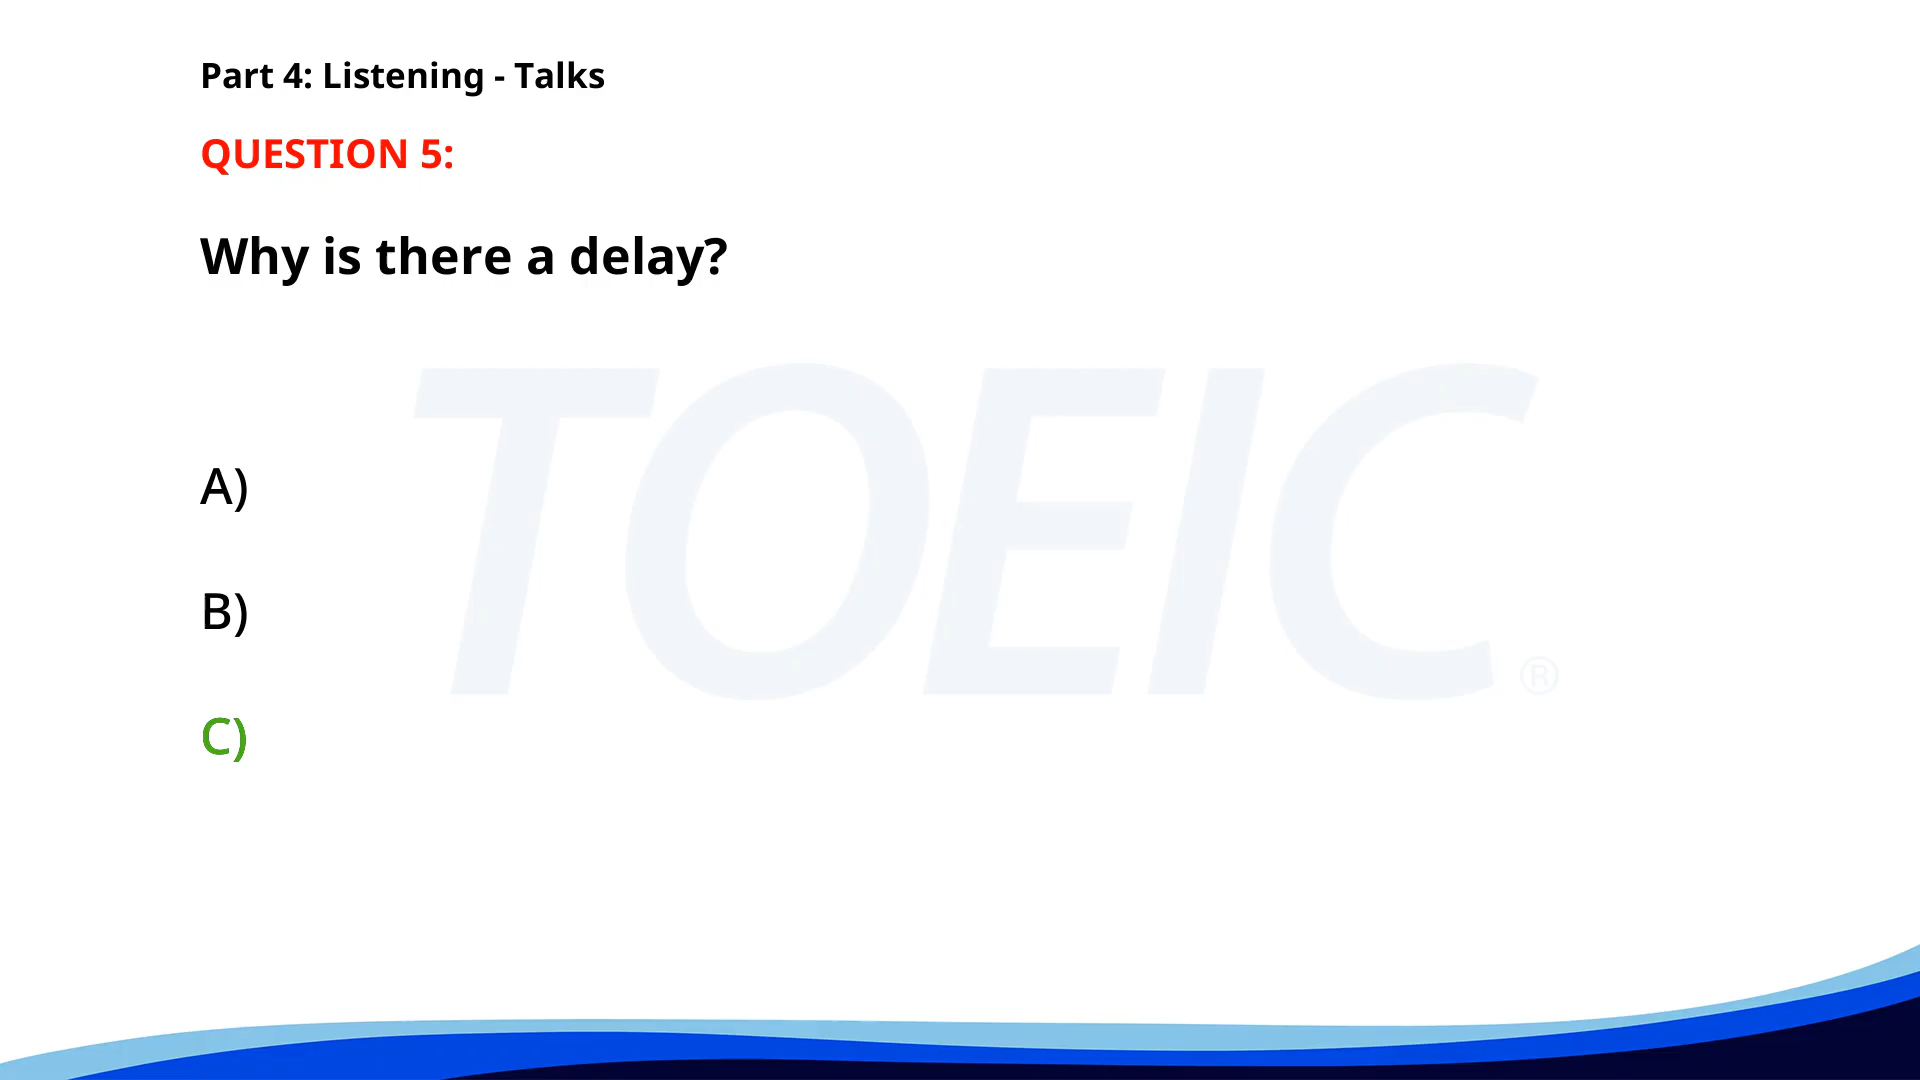 Part 4: Listening - Talks
QUESTION 5:
Why is there a delay?
TOEIC®
A)
B)
C)